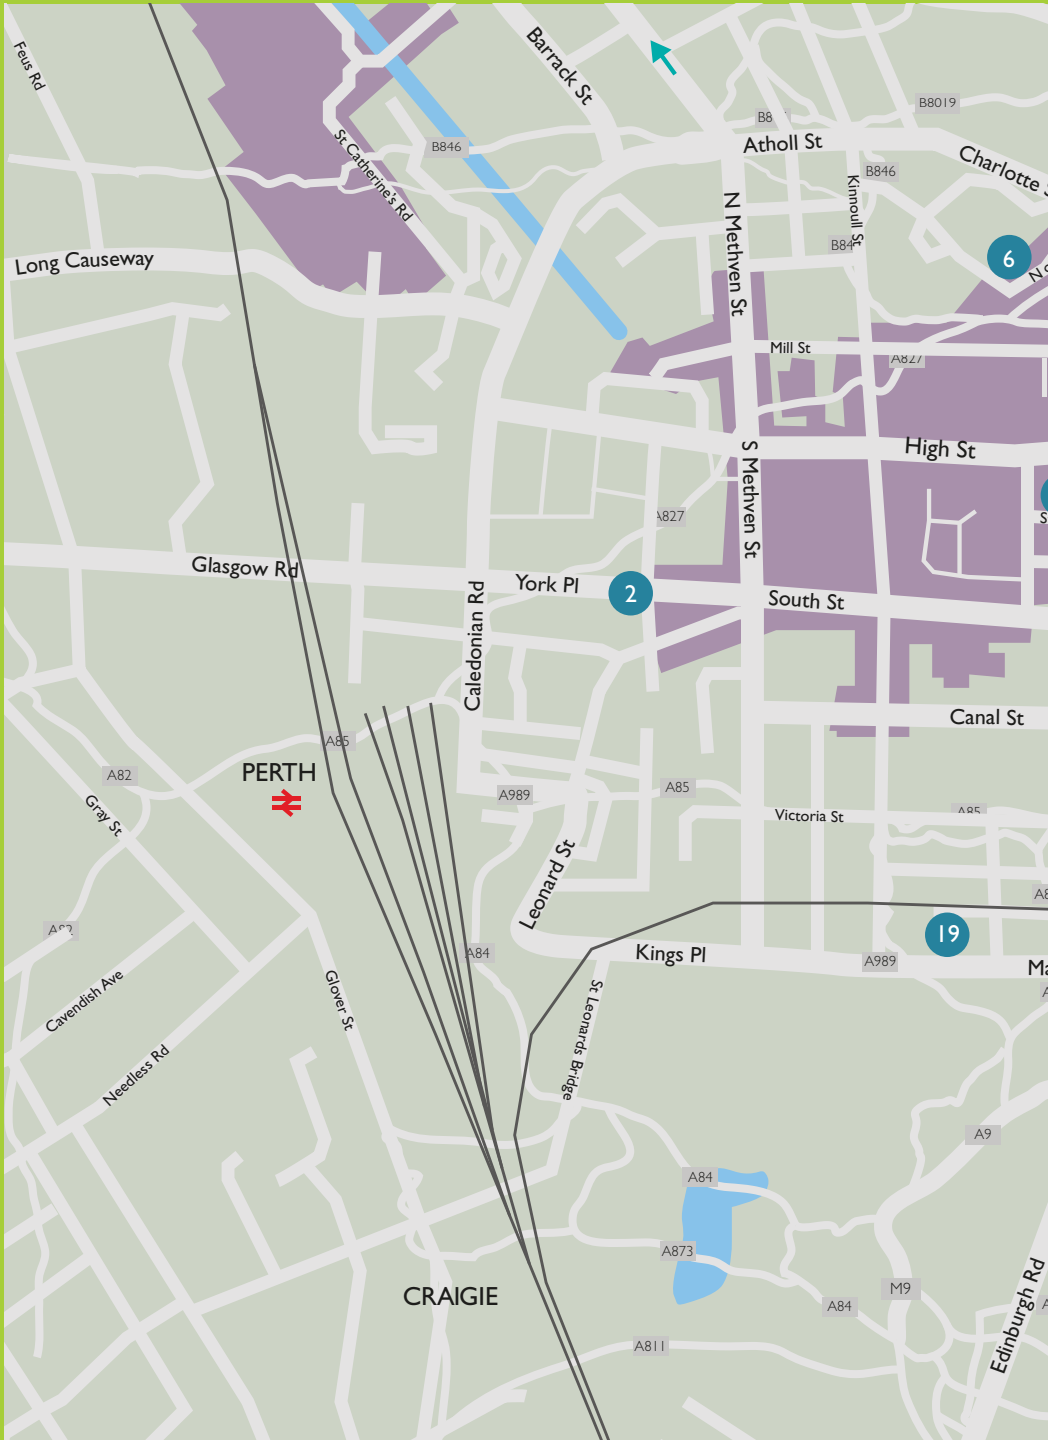 Feus Rd
Barrack St
B8019
B846
Atholl St
Charlotte
St Catherine's Rd
B846
Kinnoull St
N Methven St
B84
Long Causeway
6
Mill St
A827
High St
S Methven St
A827
Glasgow Rd
York Pl
2
South St
Caledonian Rd
Canal St
A85
PERTH
A82
Gray St
A989
A85
Victoria St
A85
Leonard St
A82
A84
Kings Pl
A989
19
Cavendish Ave
Glover St
St Leonards Bridge
Needless Rd
A9
A84
A873
M9
CRAIGIE
A84
Edinburgh Rd
A811